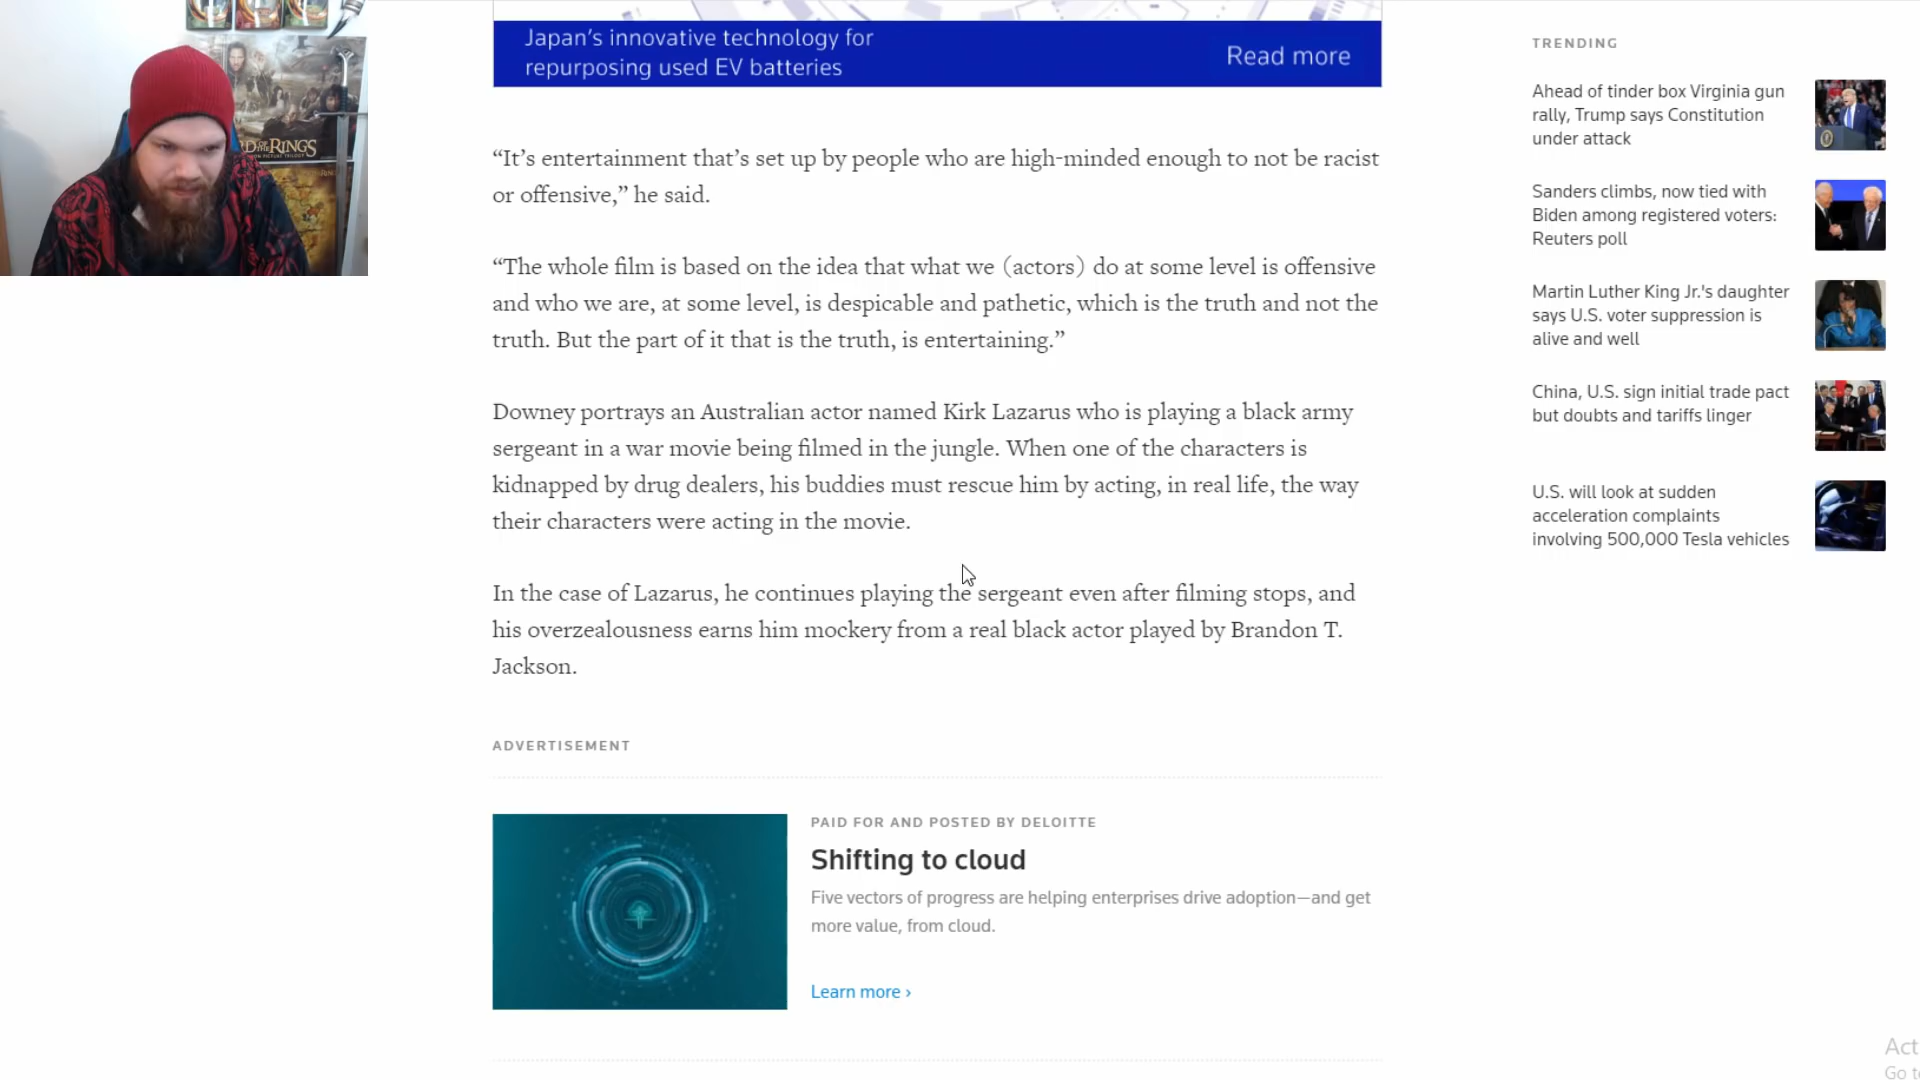 Japan’s innovative technology for
repurposing used EV batteries
Read more
“It’s entertainment that’s set up by people who are high-minded enough to not be racist
or offensive,” he said.
“The whole film is based on the idea that what we (actors) do at some level is offensive
and who we are, at some level, is despicable and pathetic, which is the truth and not the
truth. But the part of it that is the truth, is entertaining.”
Downey portrays an Australian actor named Kirk Lazarus who is playing a black army
sergeant in a war movie being filmed in the jungle. When one of the characters is
kidnapped by drug dealers, his buddies must rescue him by acting, in real life, the way
their characters were acting in the movie.
In the case of Lazarus, he continues playing the sergeant even after filming stops, and
his overzealousness earns him mockery from a real black actor played by Brandon T.
Jackson.
ADVERTISEMENT
PAID FOR AND POSTED BY DELOITTE
Shifting to cloud
Five vectors of progress are helping enterprises drive adoption—and get
more value, from cloud.
Learn more ›
TRENDING
Ahead of tinder box Virginia gun
rally, Trump says Constitution
under attack
Sanders climbs, now tied with
Biden among registered voters:
Reuters poll
Martin Luther King Jr.'s daughter
says U.S. voter suppression is
alive and well
China, U.S. sign initial trade pact
but doubts and tariffs linger
U.S. will look at sudden
acceleration complaints
involving 500,000 Tesla vehicles
RINGS
Act
Go t